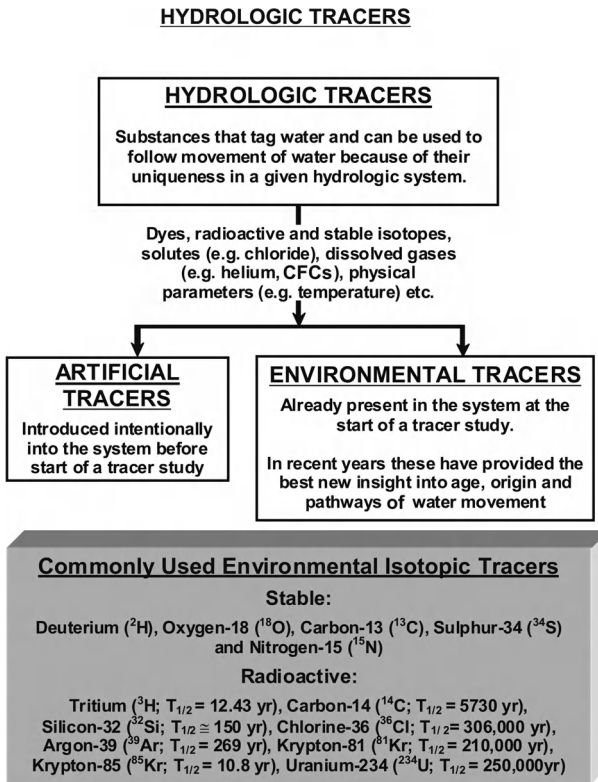 HYDROLOGIC TRACERS
HYDROLOGIC TRACERS
Substances that tag water and can be used to
follow movement of water because of their
uniqueness in a given hydrologic system.
Dyes, radioactive and stable isotopes,
solutes (e.g. chloride), dissolved gases
(e.g. helium, CFCs), physical
parameters (e.g. temperature) etc.
ARTIFICIAL
TRACERS
Introduced intentionally
into the system before
start of a tracer study
ENVIRONMENTAL TRACERS
Already present in the system at the
start of a tracer study.
In recent years these have provided the
best new insight into age, origin and
pathways of water movement
Commonly Used Environmental Isotopic Tracers
Stable:
Deuterium (²H), Oxygen-18 (¹⁸O), Carbon-13 (¹³C), Sulphur-34 (³⁴S)
and Nitrogen-15 (¹⁵N)
Radioactive:
Tritium (³H; T₁/₂ = 12.43 yr), Carbon-14 (¹⁴C; T₁/₂ = 5730 yr),
Silicon-32 (³²Si; T₁/₂ ≅ 150 yr), Chlorine-36 (³⁶Cl; T₁/₂ = 306,000 yr),
Argon-39 (³⁹Ar; T₁/₂ = 269 yr), Krypton-81 (⁸¹Kr; T₁/₂ = 210,000 yr),
Krypton-85 (⁸⁵Kr; T₁/₂ = 10.8 yr), Uranium-234 (²³⁴U; T₁/₂ = 250,000yr)